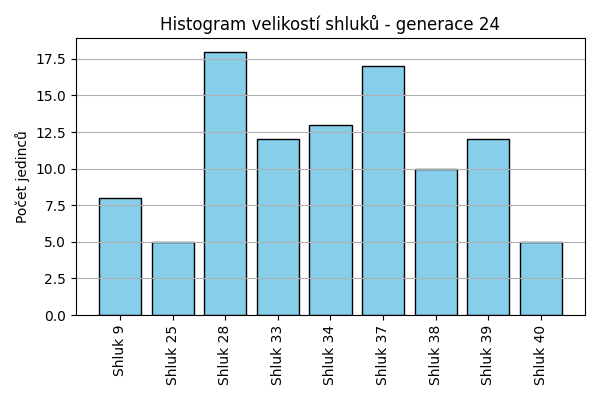 Histogram velikostí shluků - generace 24
Počet jedinců
17.5
15.0
12.5
10.0
7.5
5.0
2.5
0.0
Shluk 9
Shluk 25
Shluk 28
Shluk 33
Shluk 34
Shluk 37
Shluk 38
Shluk 39
Shluk 40